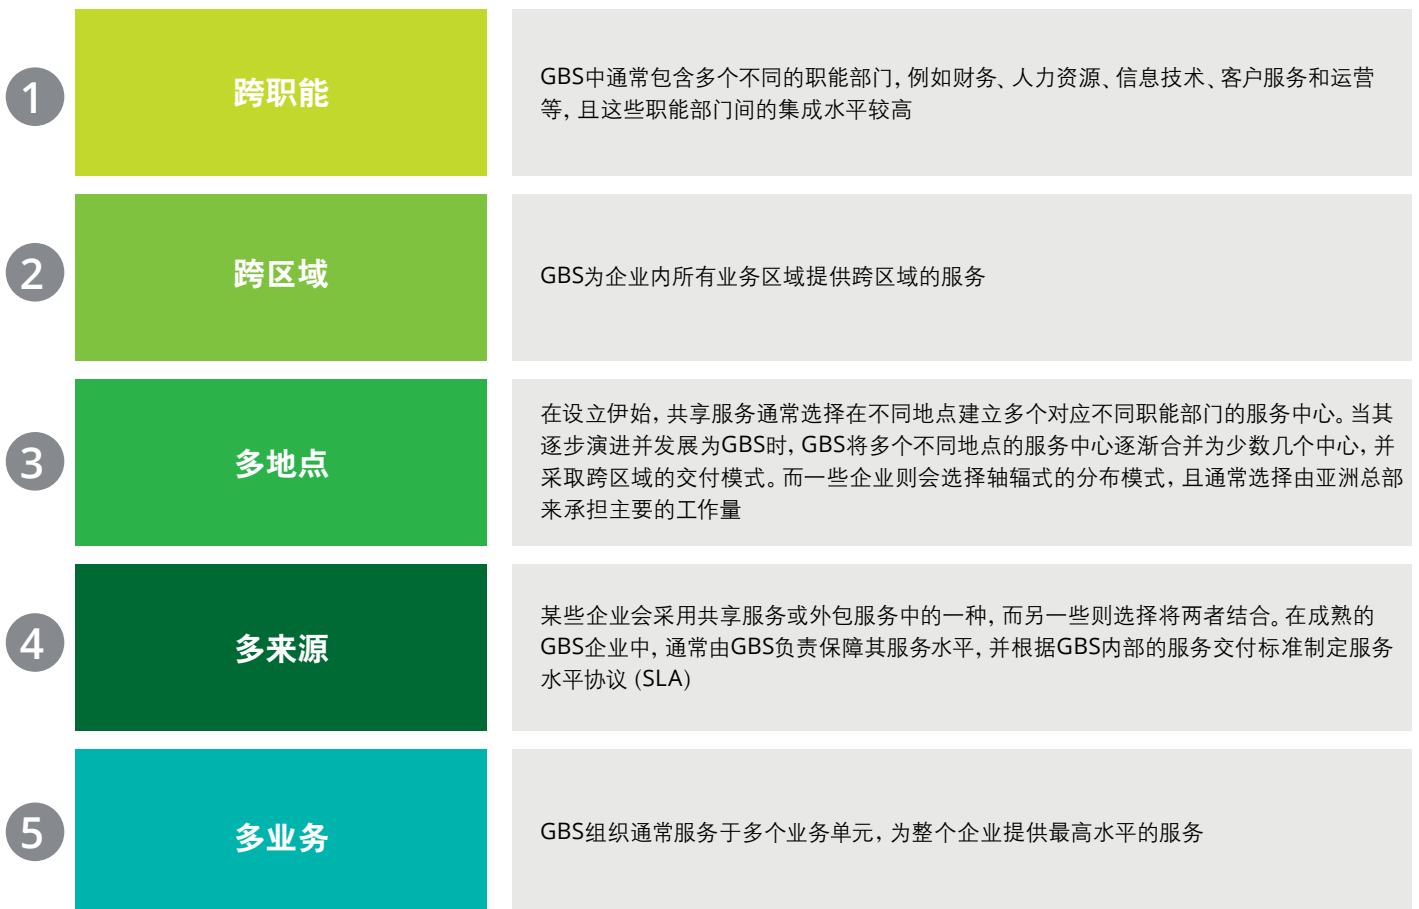 1
跨职能
GBS中通常包含多个不同的职能部门，例如财务、人力资源、信息技术、客户服务和运营
等，且这些职能部门间的集成水平较高
2
跨区域
GBS为企业内所有业务区域提供跨区域的服务
3
多地点
在设立伊始，共享服务通常选择在不同地点建立多个对应不同职能部门的服务中心。当其
逐步演进并发展为GBS时，GBS将多个不同地点的服务中心逐渐合并为少数几个中心，并
采取跨区域的交付模式。而一些企业则会选择轴辐式的分布模式，且通常选择由亚洲总部
来承担主要的工作量
4
多来源
某些企业会采用共享服务或外包服务中的一种，而另一些则选择将两者结合。在成熟的
GBS企业中，通常由GBS负责保障其服务水平，并根据GBS内部的服务交付标准制定服务
水平协议 (SLA)
5
多业务
GBS组织通常服务于多个业务单元，为整个企业提供最高水平的服务